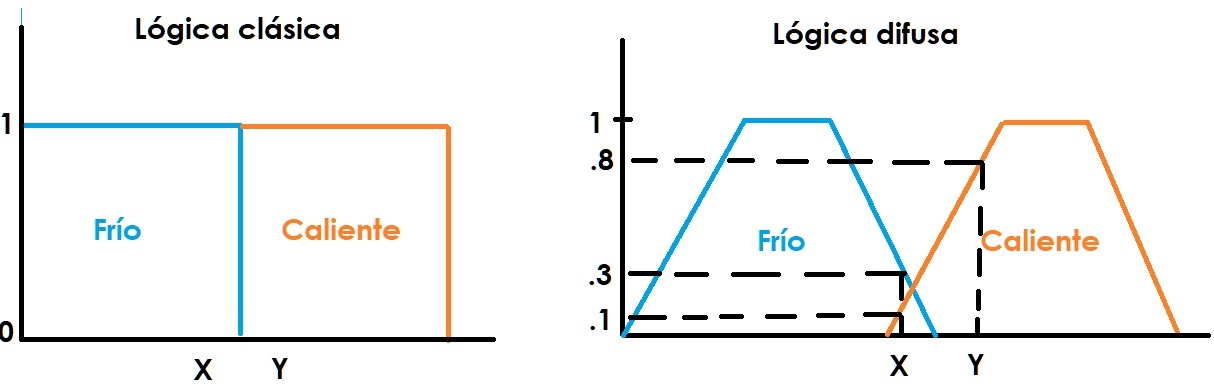 Lógica clásica
1
Frío
Caliente
0
X
Y
Lógica difusa
1
.8
Frío
Caliente
.3
.1
X
Y